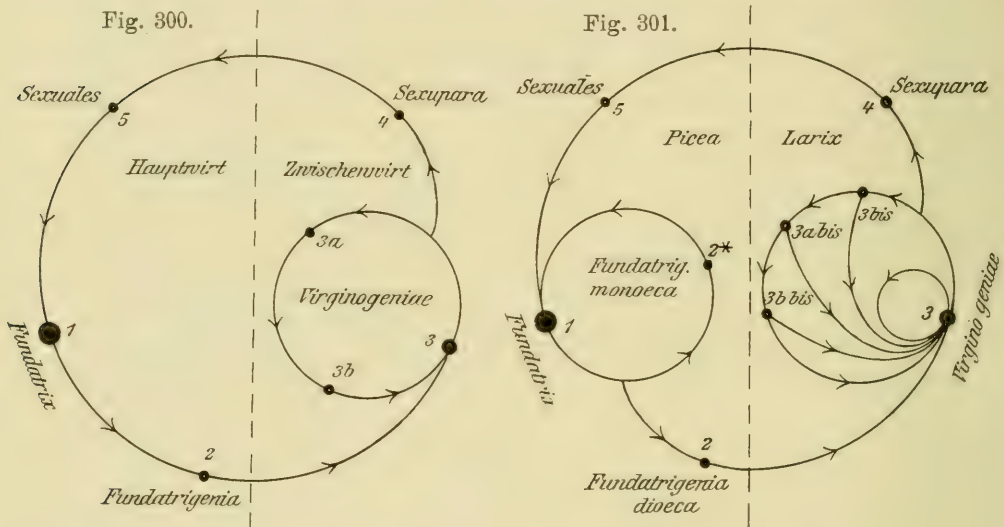 Fig. 300.
Sexuales
5
Sexupara
4
Hauptwirt
Zwischenwirt
3a
Virginogeniae
3b
3
1
Fundatrix
2
Fundatrigenia
Fig. 301.
Sexuales
5
Sexupara
4
Picea
Larix
3bis
3a bis
2*
Fundatrig.
monoeca
3b bis
3
Virginogeniae
1
Fundatrix
2
Fundatrigenia
dioeca